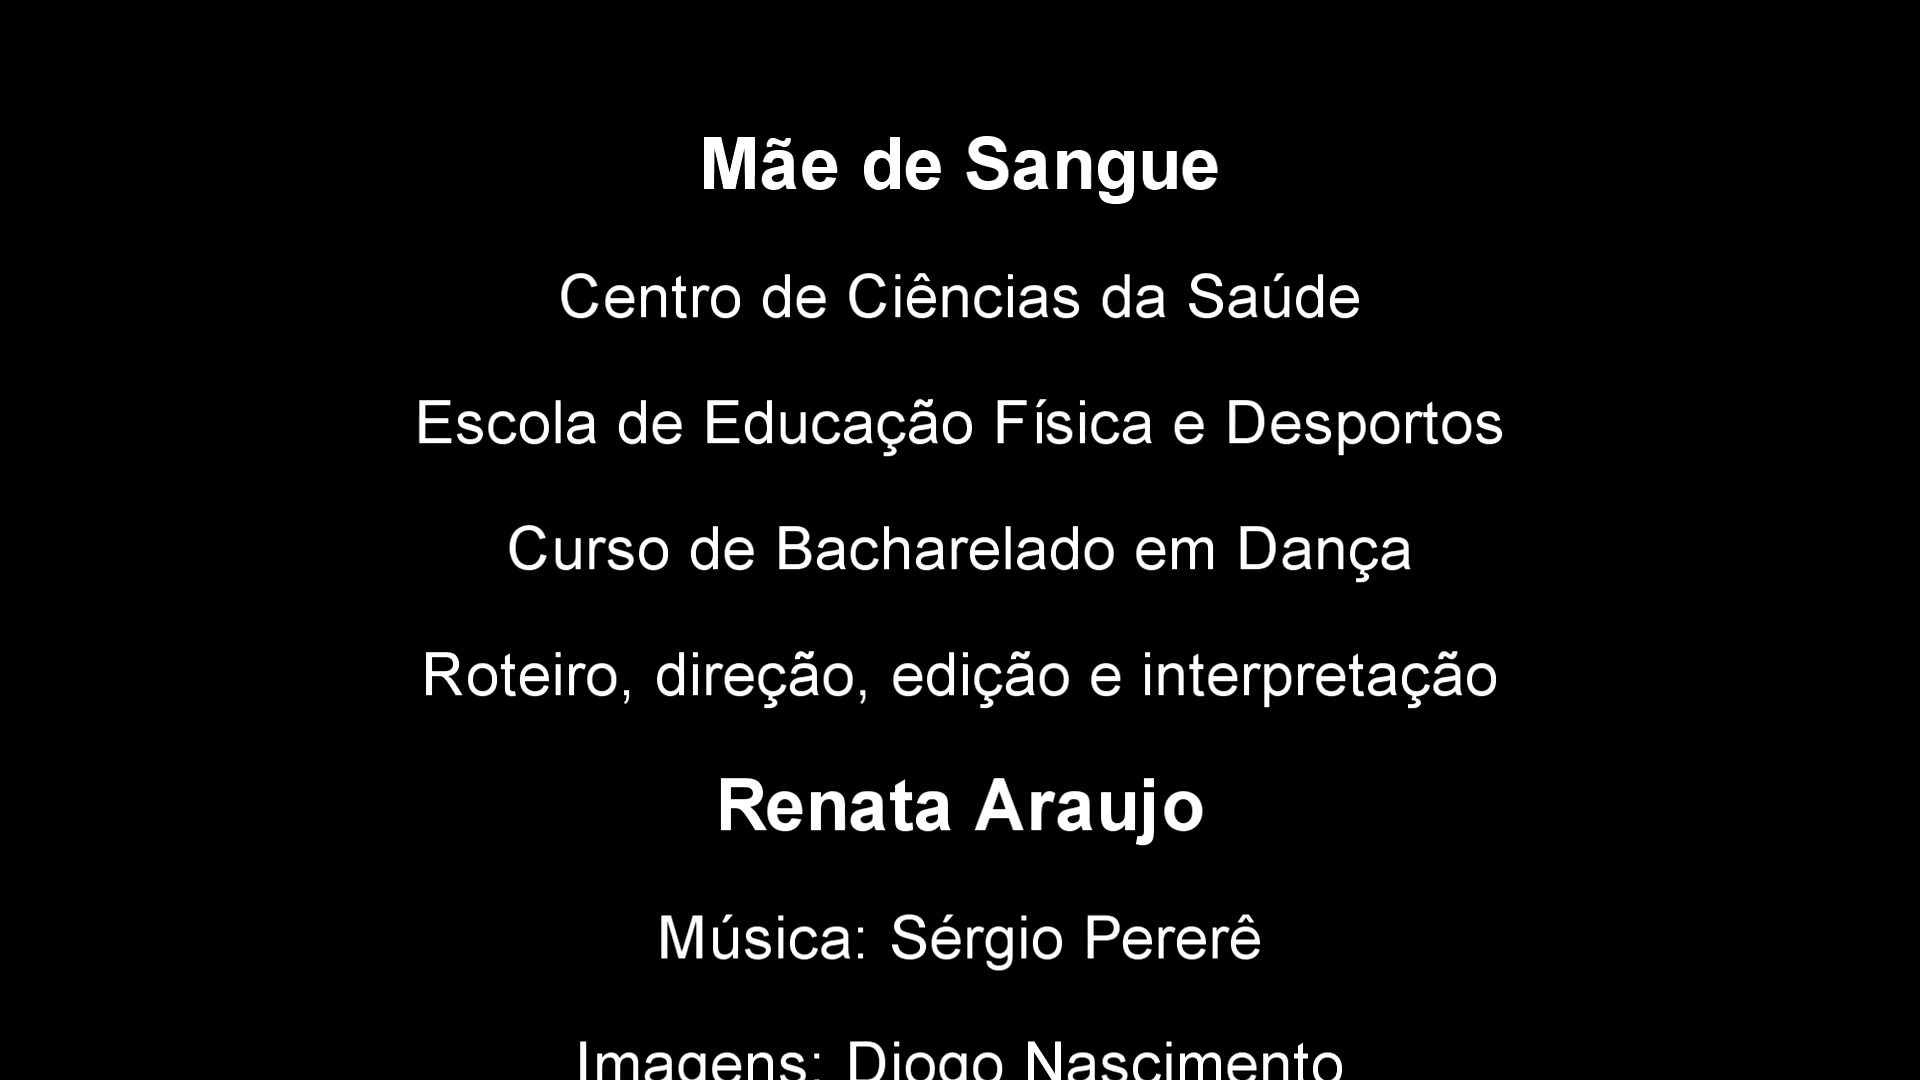 Mãe de Sangue
Centro de Ciências da Saúde
Escola de Educação Física e Desportos
Curso de Bacharelado em Dança
Roteiro, direção, edição e interpretação
Renata Araujo
Música: Sérgio Pererê
Imagens: Diogo Nascimento